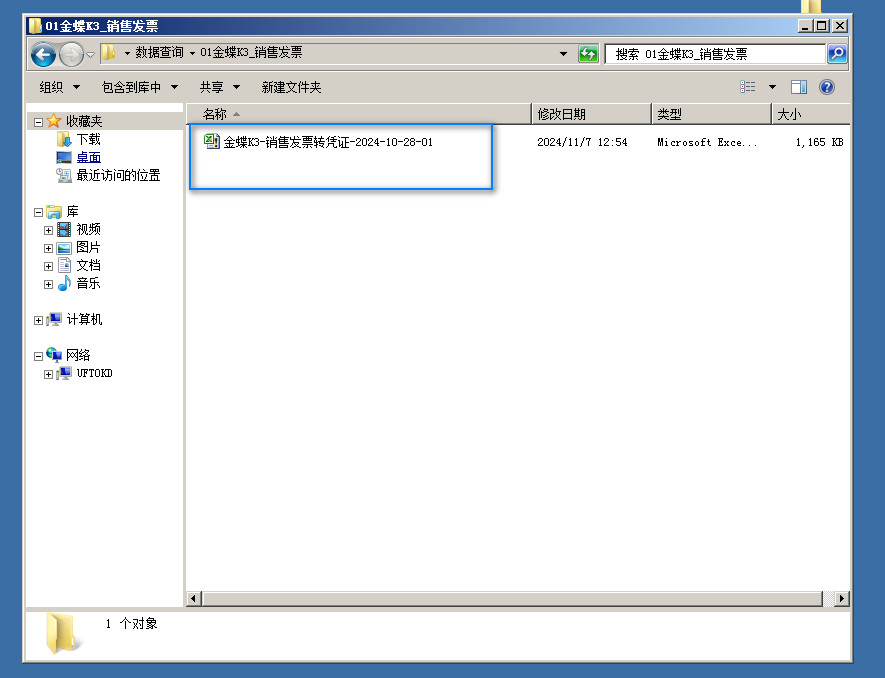 01金蝶K3_销售发票
数据查询 01金蝶K3_销售发票 搜索 01金蝶K3_销售发票
组织 包含到库中 共享 新建文件夹
名称 修改日期 类型 大小
金蝶K3-销售发票转凭证-2024-10-28-01 2024/11/7 12:54 Microsoft Exce... 1,165 KB
收藏夹
下载
桌面
最近访问的位置
库
视频
图片
文档
音乐
计算机
网络
UFTOKD
1 个对象